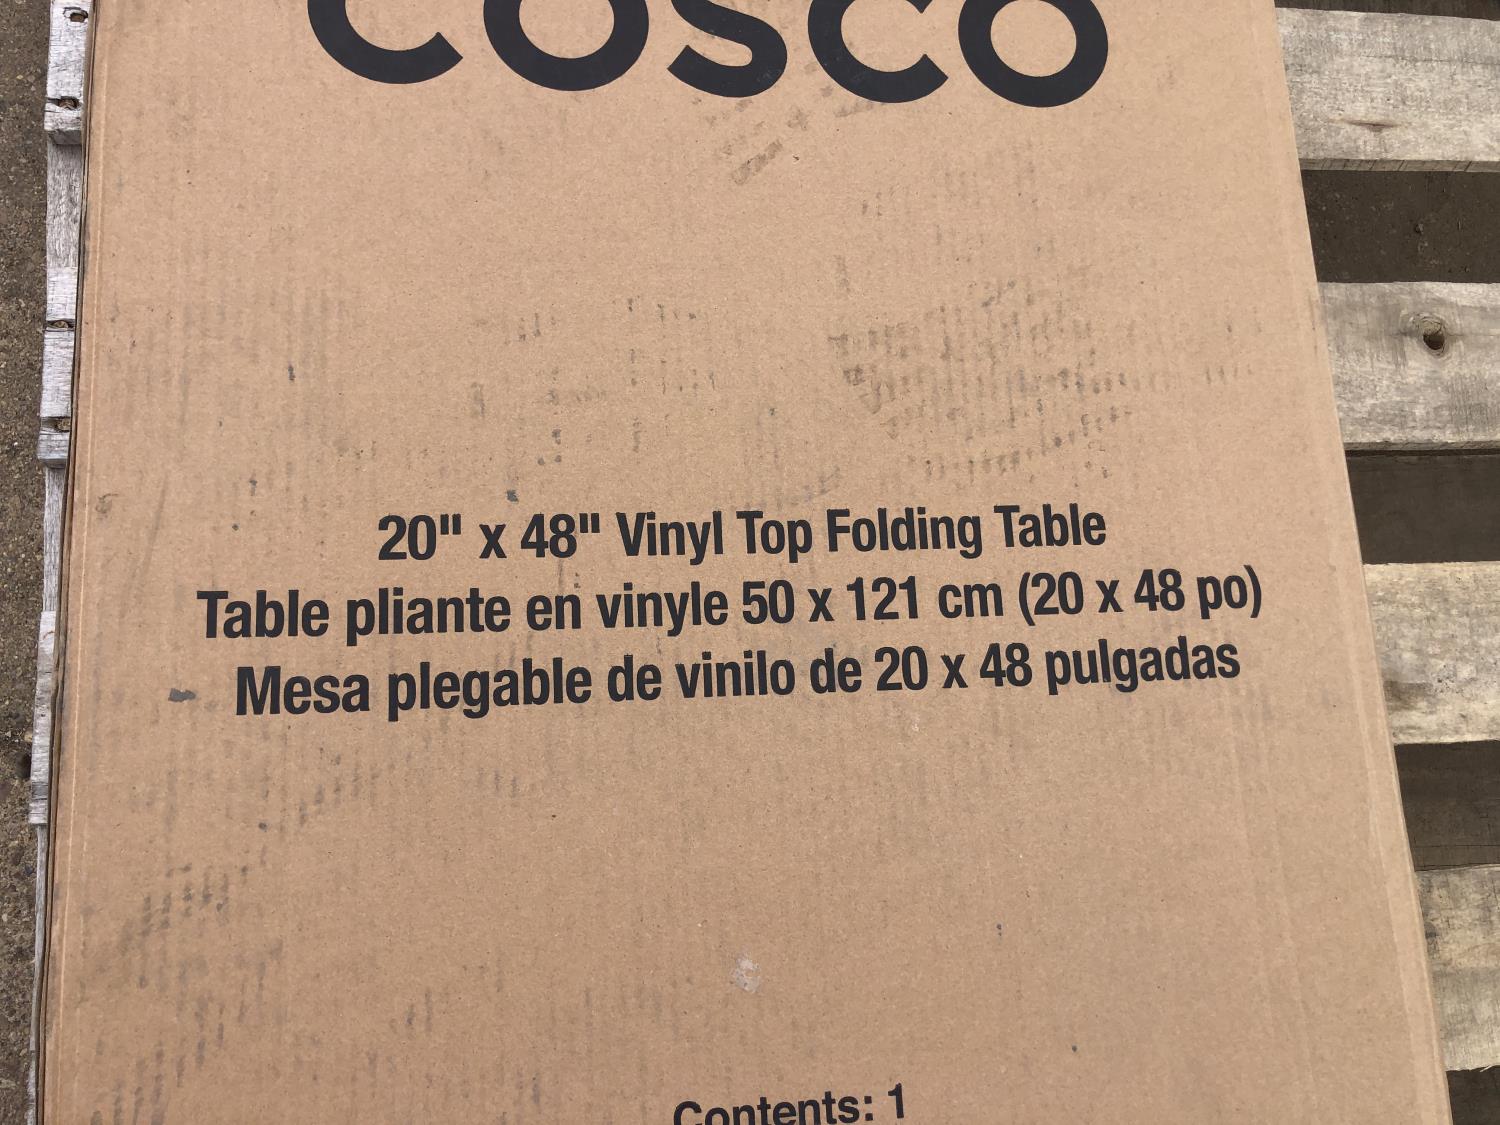 COSCO
20" x 48" Vinyl Top Folding Table
Table pliante en vinyle 50 x 121 cm (20 x 48 po)
Mesa plegable de vinilo de 20 x 48 pulgadas
Contents: 1